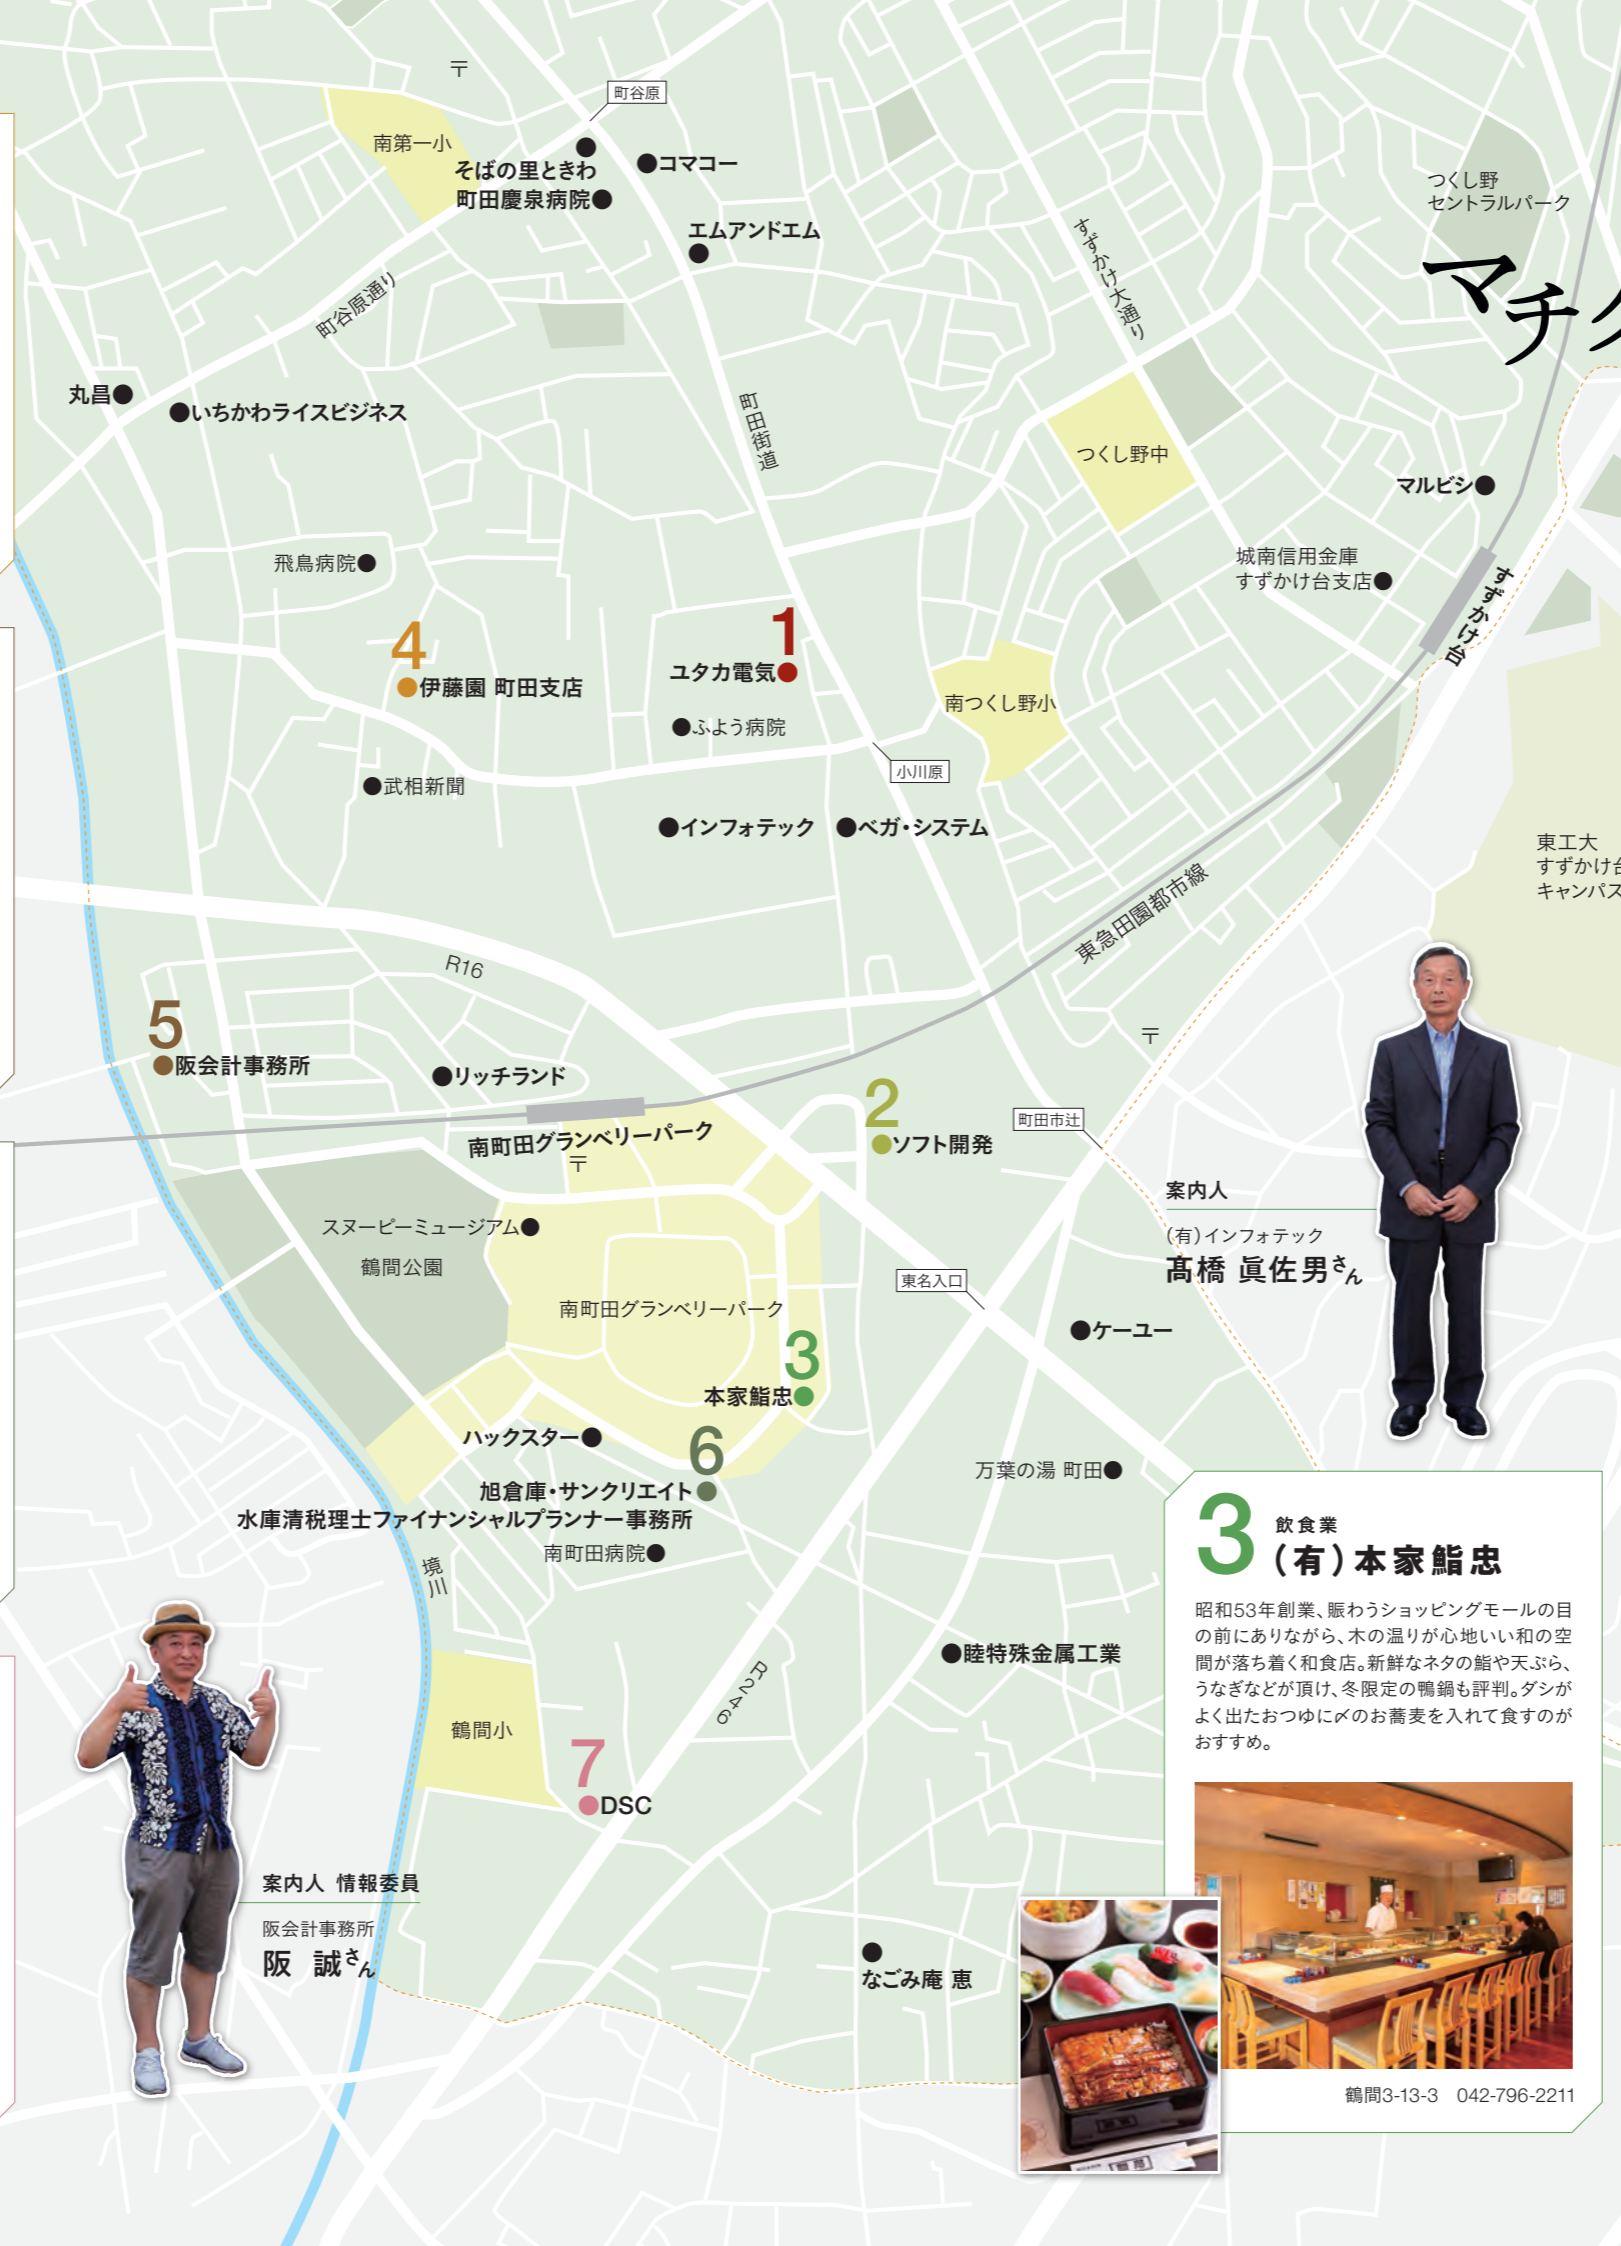 〒
町谷原
南第一小
そばの里ときわ
コマコー
町田慶泉病院
エムアンドエム
町谷原通り
すずかけ大通り
つくし野
セントラルパーク
マチ
丸昌
いちかわライスビジネス
町田街道
つくし野中
マルビシ
飛鳥病院
城南信用金庫
すずかけ台支店
すずかけ台
4
伊藤園 町田支店
1
ユタカ電気
ふよう病院
南つくし野小
小川原
武相新聞
インフォテック
ベガ・システム
東工大
すずかけ台
キャンパス
東急田園都市線
R16
〒
5
阪会計事務所
リッチランド
南町田グランベリーパーク
〒
2
ソフト開発
町田市辻
案内人
(有)インフォテック
髙橋 眞佐男さん
スヌーピーミュージアム
鶴間公園
南町田グランベリーパーク
東名入口
ケーユー
3
本家鮨忠
ハックスター
6
旭倉庫・サンクリエイト
水庫清税理士ファイナンシャルプランナー事務所
南町田病院
万葉の湯 町田
境川
睦特殊金属工業
R246
鶴間小
7
DSC
案内人 情報委員
阪会計事務所
阪 誠さん
なごみ庵 恵
3
飲食業
(有)本家鮨忠
昭和53年創業、賑わうショッピングモールの目
の前にありながら、木の温りが心地いい和の空
間が落ち着く和食店。新鮮なネタの鮨や天ぷら、
うなぎなどが頂け、冬限定の鴨鍋も評判。ダシが
よく出たおつゆに〆のお蕎麦を入れて食すのが
おすすめ。
鶴間3-13-3 042-796-2211